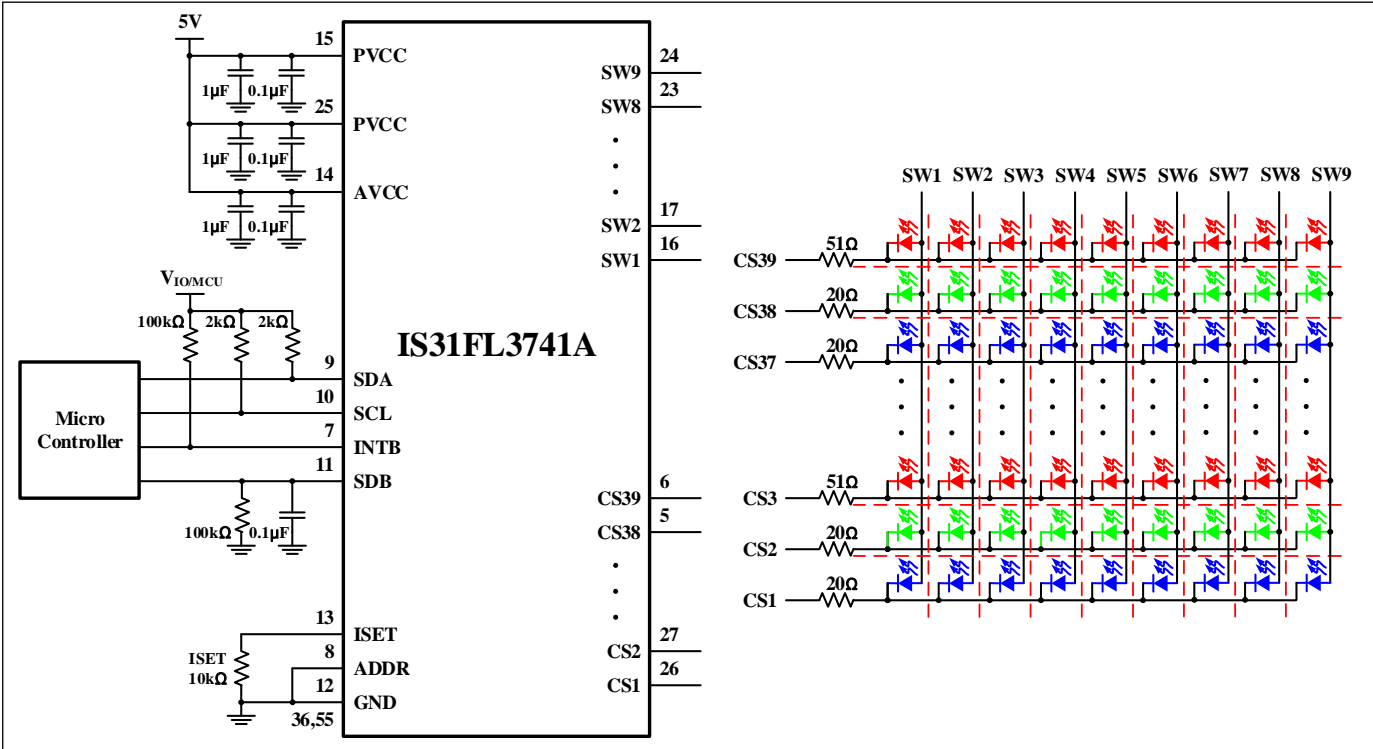 5V
15
PVCC
1μF
0.1μF
25
PVCC
1μF
0.1μF
14
AVCC
1μF
0.1μF
VIO/MCU
100kΩ
2kΩ
2kΩ
Micro
Controller
9
SDA
10
SCL
7
INTB
11
SDB
100kΩ
0.1μF
13
ISET
ISET
10kΩ
8
ADDR
12
GND
36,55
IS31FL3741A
24
SW9
23
SW8
17
SW2
16
SW1
6
CS39
5
CS38
27
CS2
26
CS1
SW1 SW2 SW3 SW4 SW5 SW6 SW7 SW8 SW9
CS39
51Ω
CS38
20Ω
CS37
20Ω
CS3
51Ω
CS2
20Ω
CS1
20Ω